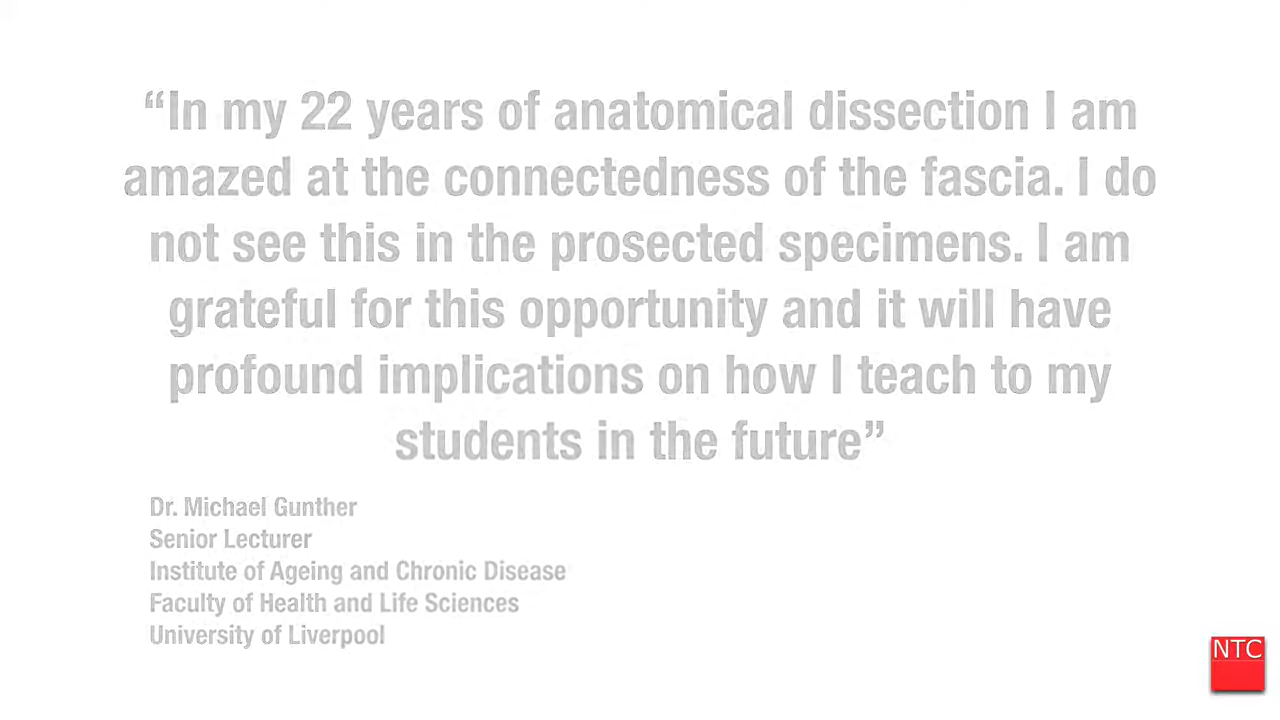 “In my 22 years of anatomical dissection I am
amazed at the connectedness of the fascia. I do
not see this in the prosected specimens. I am
grateful for this opportunity and it will have
profound implications on how I teach to my
students in the future”
Dr. Michael Gunther
Senior Lecturer
Institute of Ageing and Chronic Disease
Faculty of Health and Life Sciences
University of Liverpool
NTC